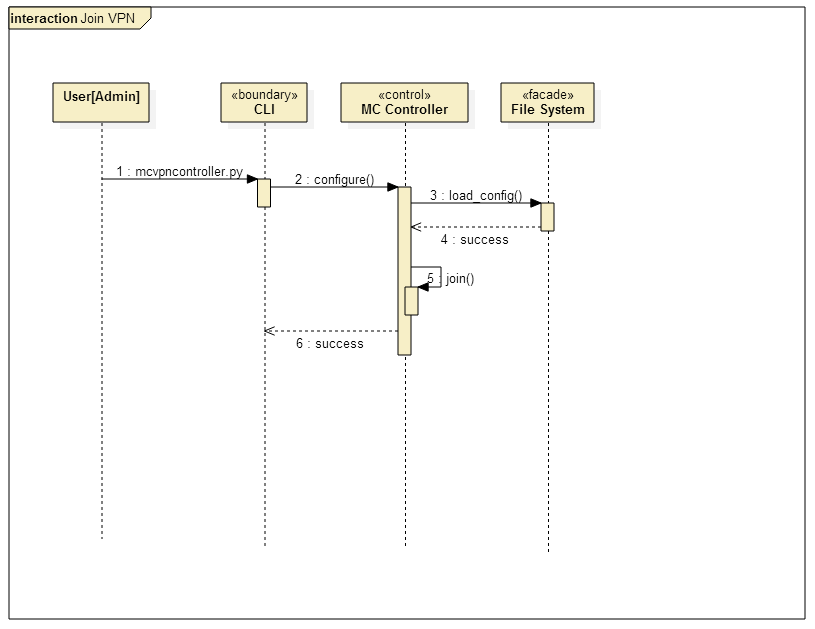 interaction Join VPN
User[Admin]
«boundary»
CLI
«control»
MC Controller
«facade»
File System
1 : mcvpncontroller.py
2 : configure()
3 : load_config()
4 : success
5 : join()
6 : success